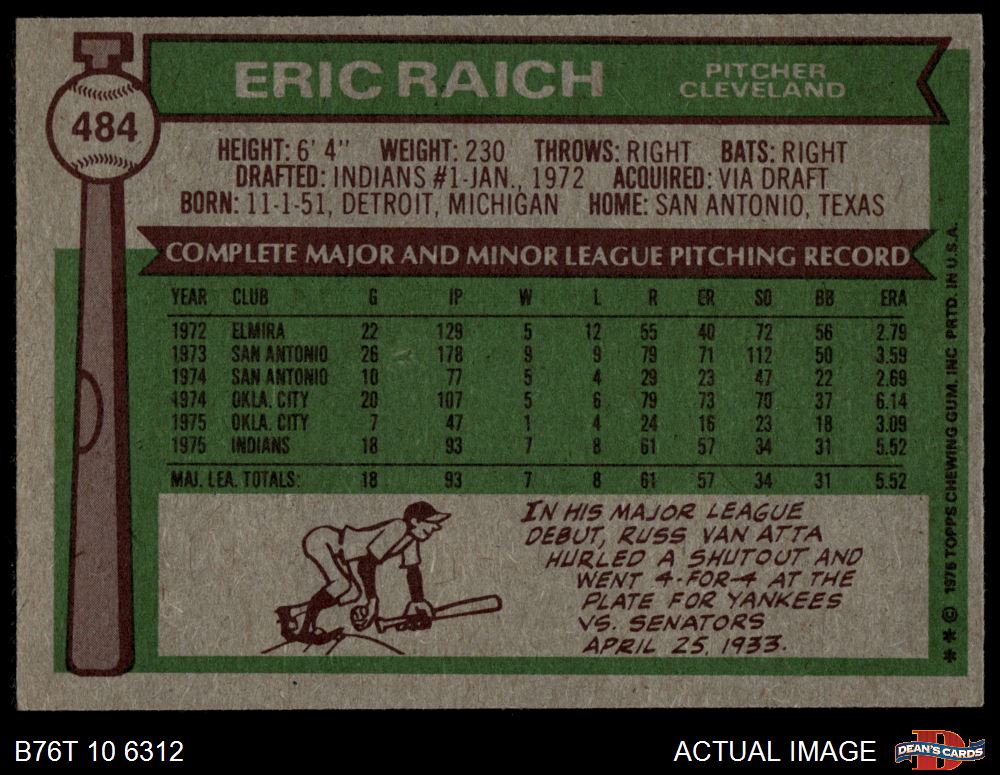 484
ERIC RAICH
PITCHER
CLEVELAND
HEIGHT: 6' 4" WEIGHT: 230 THROWS: RIGHT BATS: RIGHT
DRAFTED: INDIANS #1-JAN., 1972 ACQUIRED: VIA DRAFT
BORN: 11-1-51, DETROIT, MICHIGAN HOME: SAN ANTONIO, TEXAS
COMPLETE MAJOR AND MINOR LEAGUE PITCHING RECORD
YEAR CLUB G IP W L R ER SO BB ERA
1972 ELMIRA 22 129 5 12 55 40 72 56 2.79
1973 SAN ANTONIO 26 178 9 9 79 71 112 50 3.59
1974 SAN ANTONIO 10 77 5 4 29 23 47 22 2.69
1974 OKLA. CITY 20 107 5 6 79 73 70 37 6.14
1975 OKLA. CITY 7 47 1 4 24 16 23 18 3.09
1975 INDIANS 18 93 7 8 61 57 34 31 5.52
MAJ. LEA. TOTALS: 18 93 7 8 61 57 34 31 5.52
IN HIS MAJOR LEAGUE
DEBUT, RUSS VAN ATTA
HURLED A SHUTOUT AND
WENT 4-FOR-4 AT THE
PLATE FOR YANKEES
VS. SENATORS
APRIL 25, 1933.
** © 1976 TOPPS CHEWING GUM, INC. PRTD. IN U.S.A.
B76T 10 6312
ACTUAL IMAGE
DEAN'S CARDS